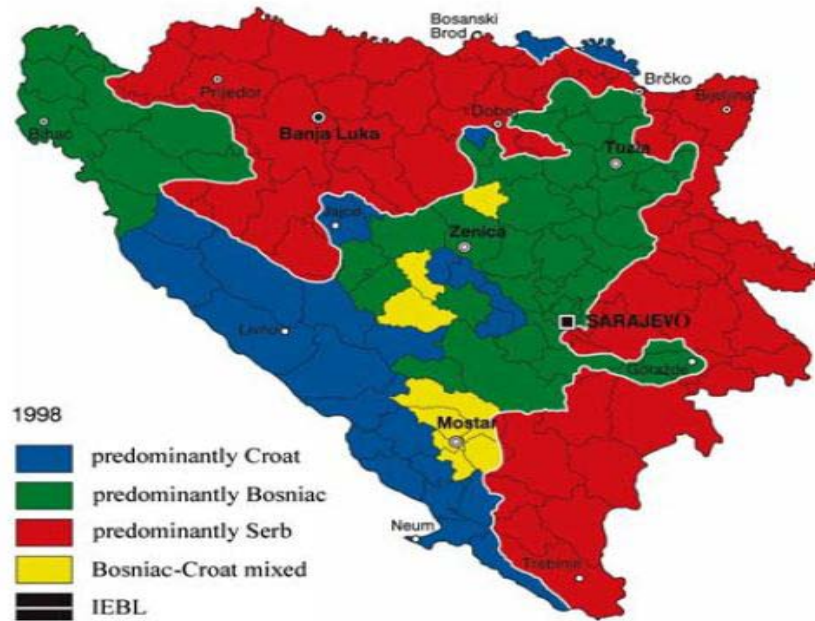 Bosanski
Brod
Brčko
Prijedor
Bijeljina
Doboj
Banja Luka
Bihać
Tuzla
Jajce
Zenica
SARAJEVO
Livno
Goražde
1998
Mostar
predominantly Croat
predominantly Bosniac
Neum
predominantly Serb
Trebinje
Bosniac-Croat mixed
IEBL